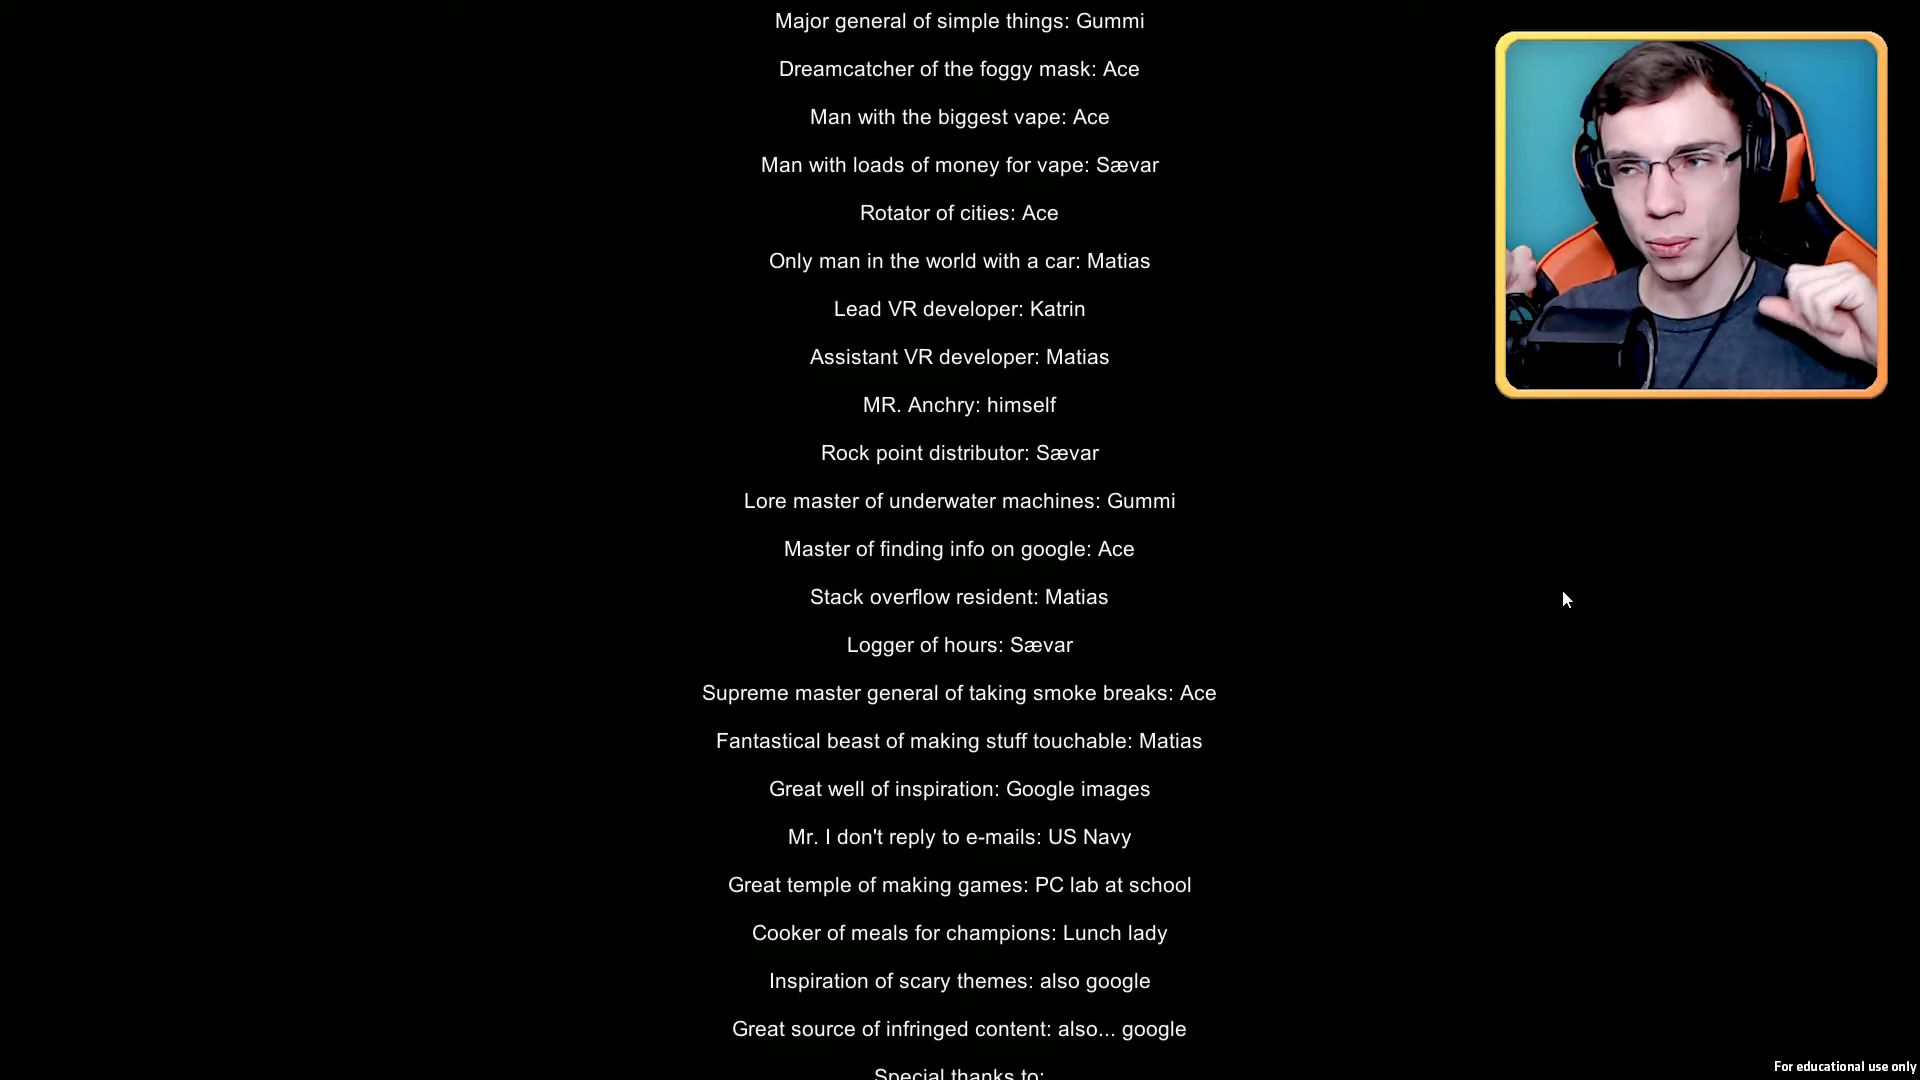 Major general of simple things: Gummi
Dreamcatcher of the foggy mask: Ace
Man with the biggest vape: Ace
Man with loads of money for vape: Sævar
Rotator of cities: Ace
Only man in the world with a car: Matias
Lead VR developer: Katrin
Assistant VR developer: Matias
MR. Anchry: himself
Rock point distributor: Sævar
Lore master of underwater machines: Gummi
Master of finding info on google: Ace
Stack overflow resident: Matias
Logger of hours: Sævar
Supreme master general of taking smoke breaks: Ace
Fantastical beast of making stuff touchable: Matias
Great well of inspiration: Google images
Mr. I don't reply to e-mails: US Navy
Great temple of making games: PC lab at school
Cooker of meals for champions: Lunch lady
Inspiration of scary themes: also google
Great source of infringed content: also... google
Special thanks to:
For educational use only